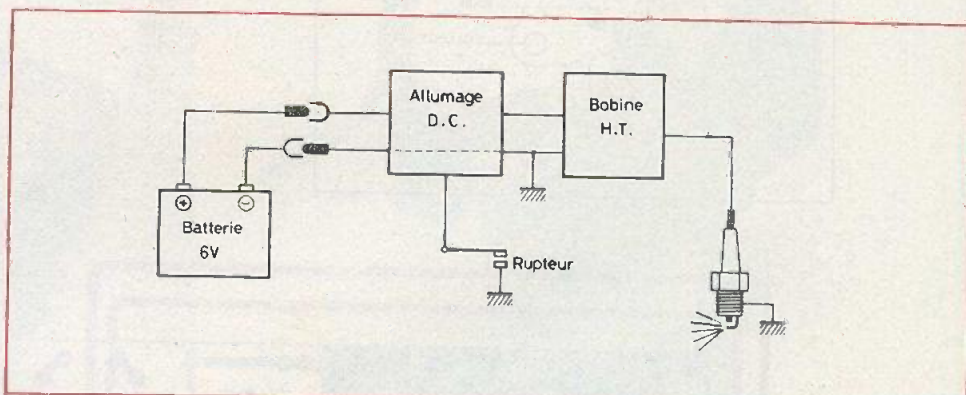 Allumage
D.C.
Bobine
H.T.
+
-
Batterie
6V
Rupteur